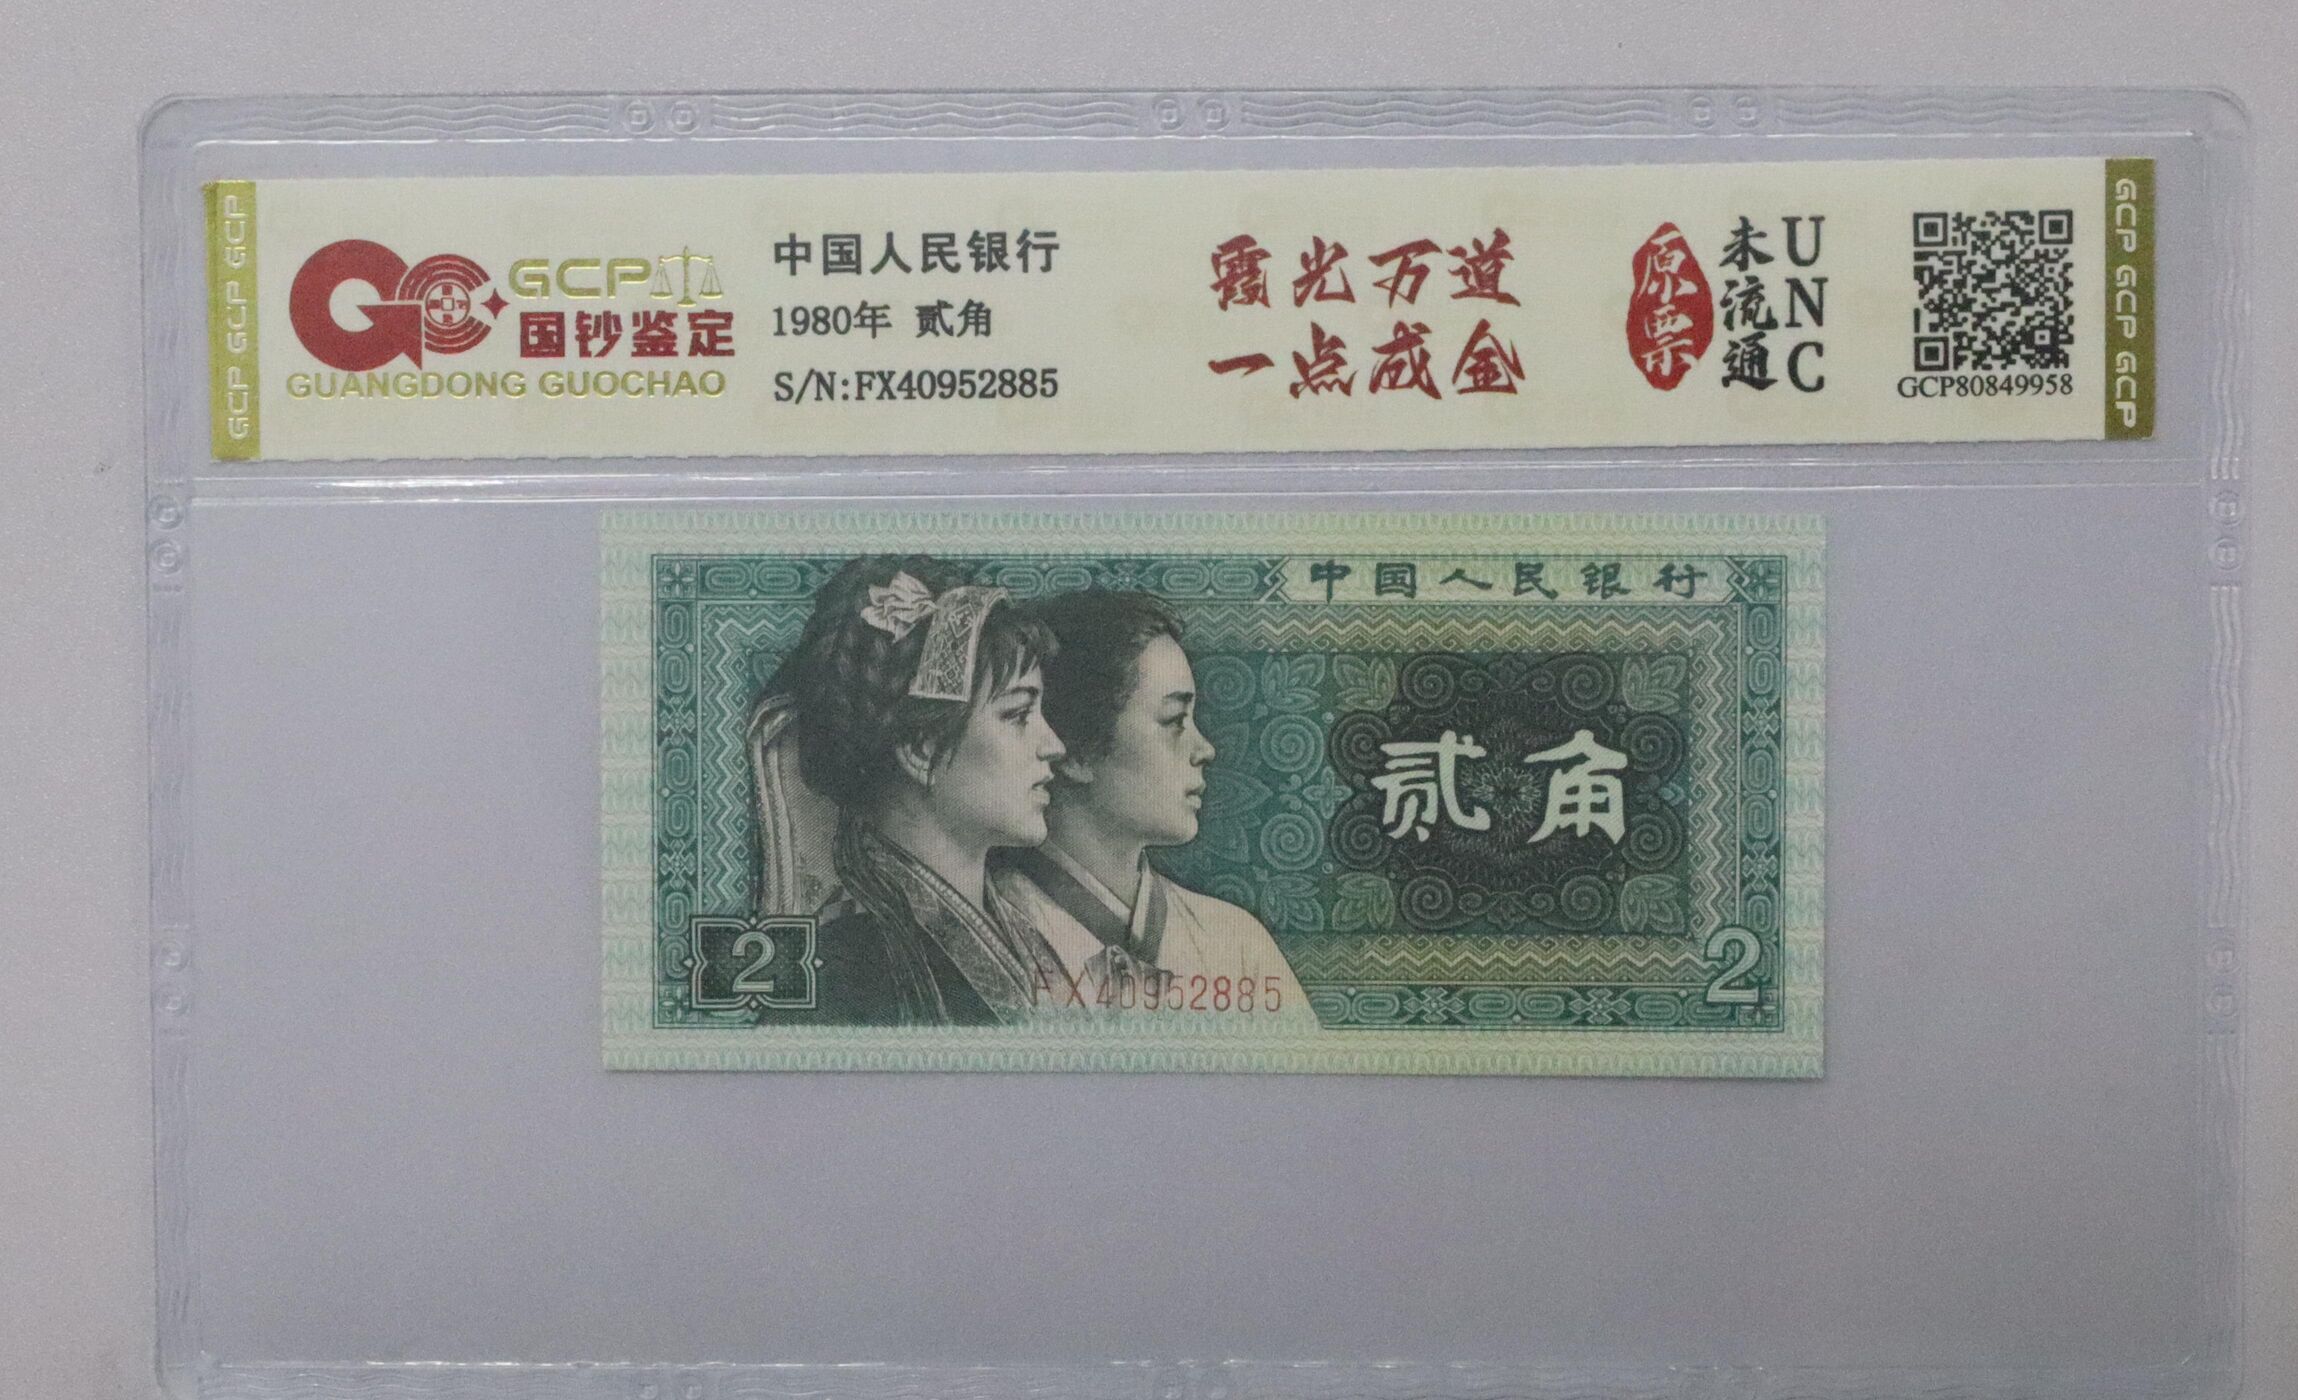 GCP GCP GCP
GCP
国钞鉴定
GUANGDONG GUOCHAO
中国人民银行
1980年 贰角
S/N:FX40952885
霞光万道
一点成金
原票
未流通
UNC
GCP80849958
GCP GCP GCP
中国人民银行
贰角
2
FX40952885
2